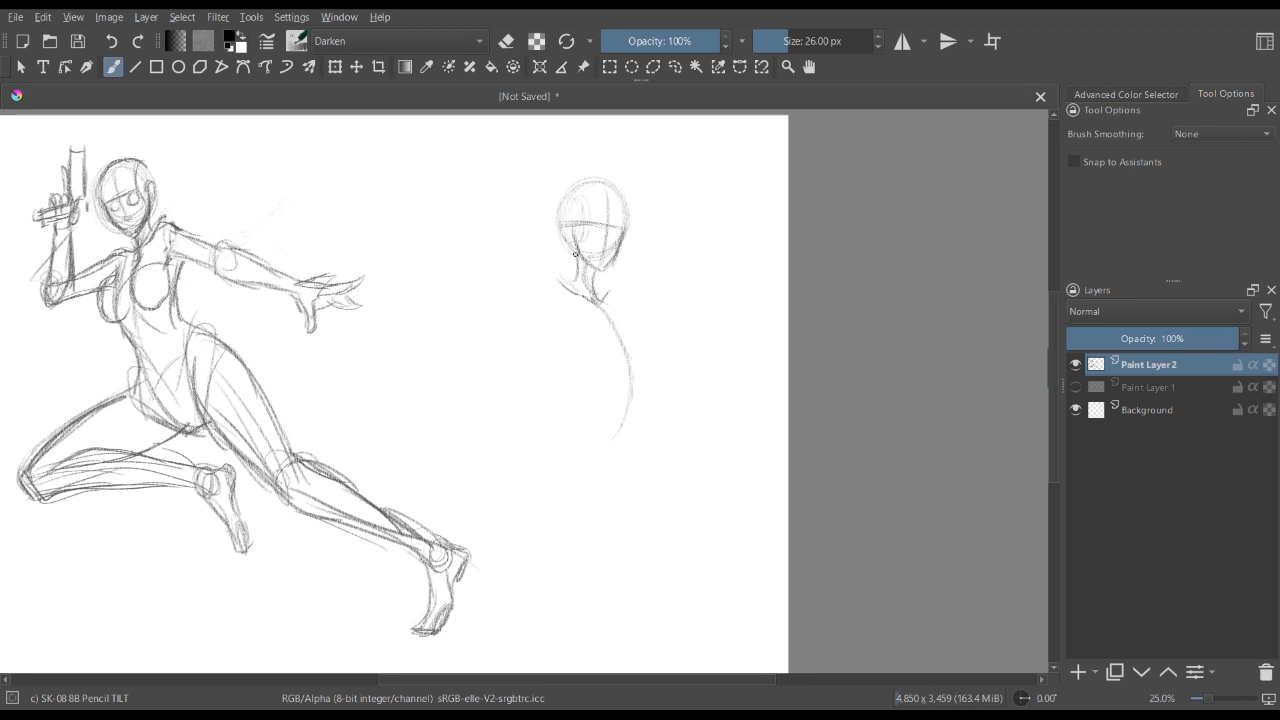 File Edit View Image Layer Select Filter Tools Settings Window Help
Darken Opacity: 100% Size: 26.00 px
[Not Saved] *
Advanced Color Selector Tool Options
Tool Options
Brush Smoothing: None
Snap to Assistants
Layers
Normal
Opacity: 100%
Paint Layer 2
Paint Layer 1
Background
c) SK-08 8B Pencil TILT RGB/Alpha (8-bit integer/channel) sRGB-elle-V2-srgbtrc.icc 4,850 x 3,459 (163.4 MiB) 0.00° 25.0%